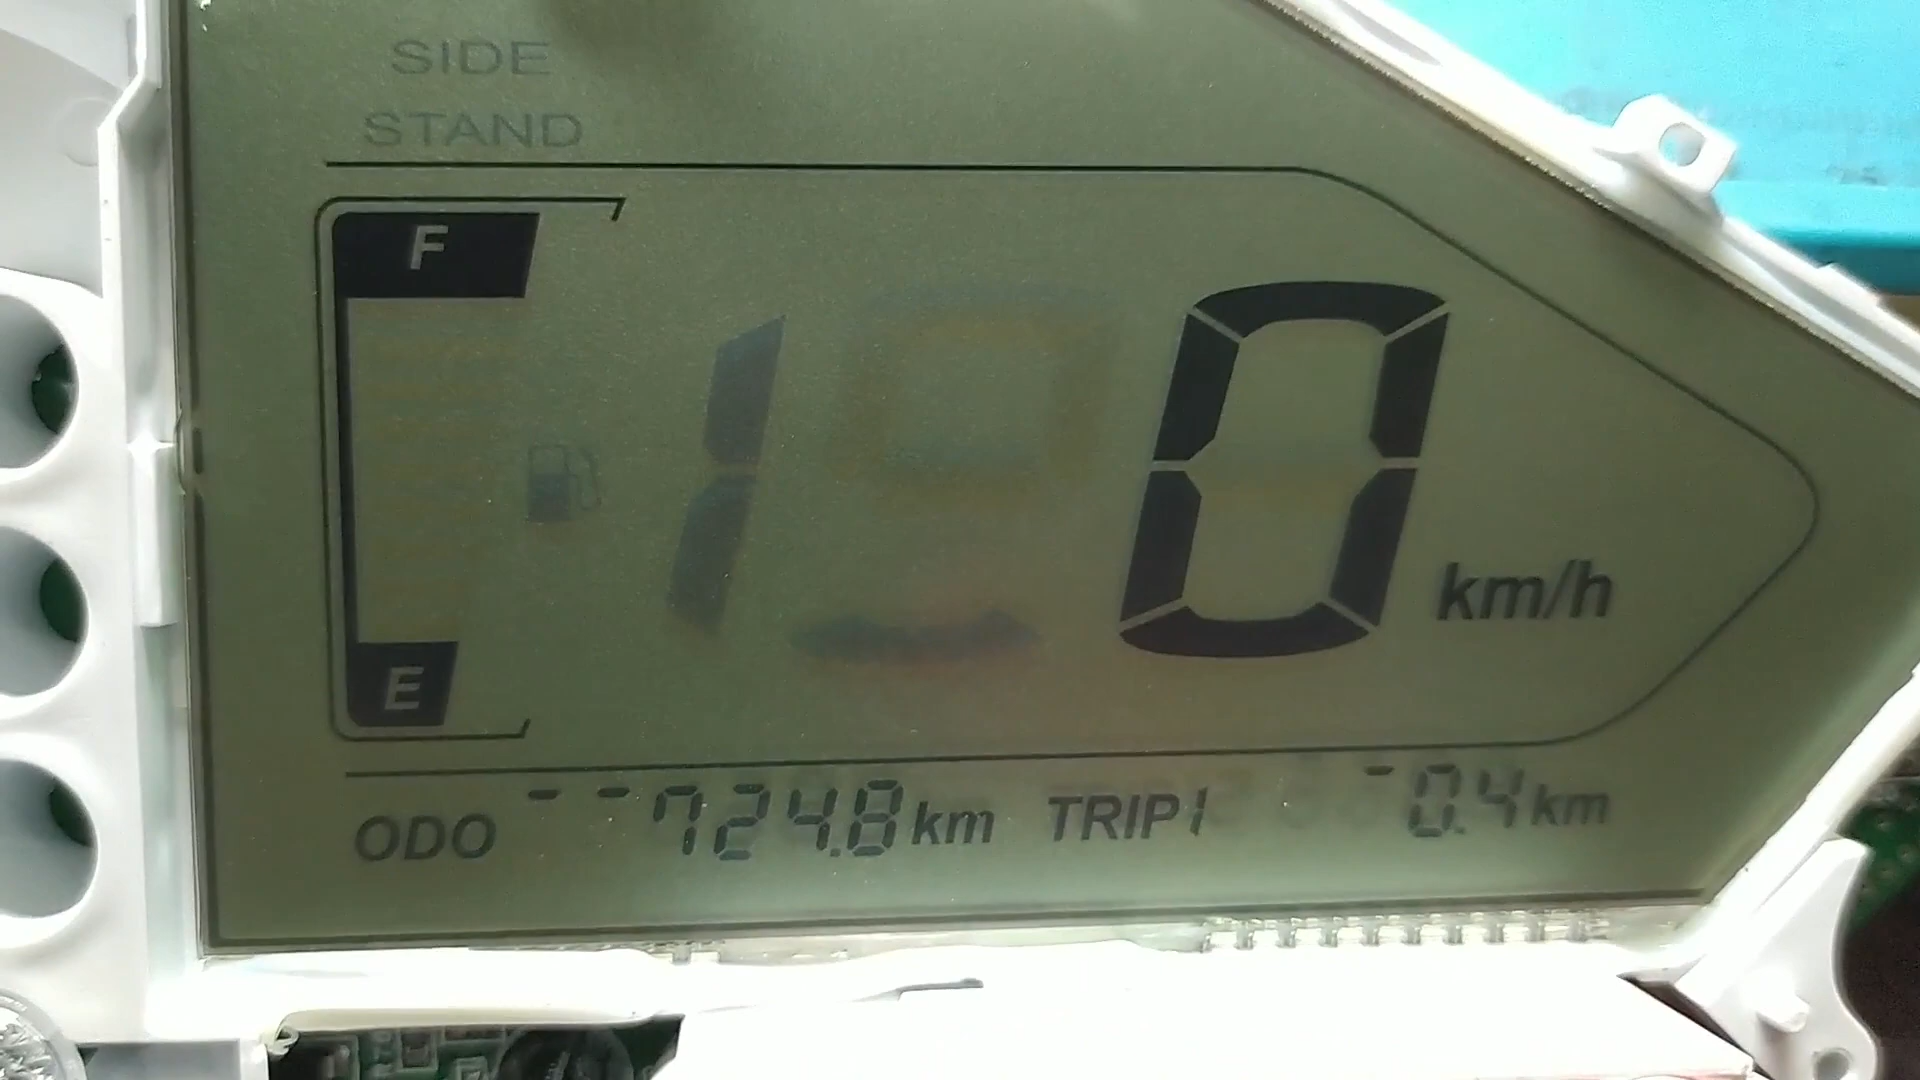 SIDE
STAND
F
0
km/h
E
ODO --724.8 km TRIP1 -0.4 km